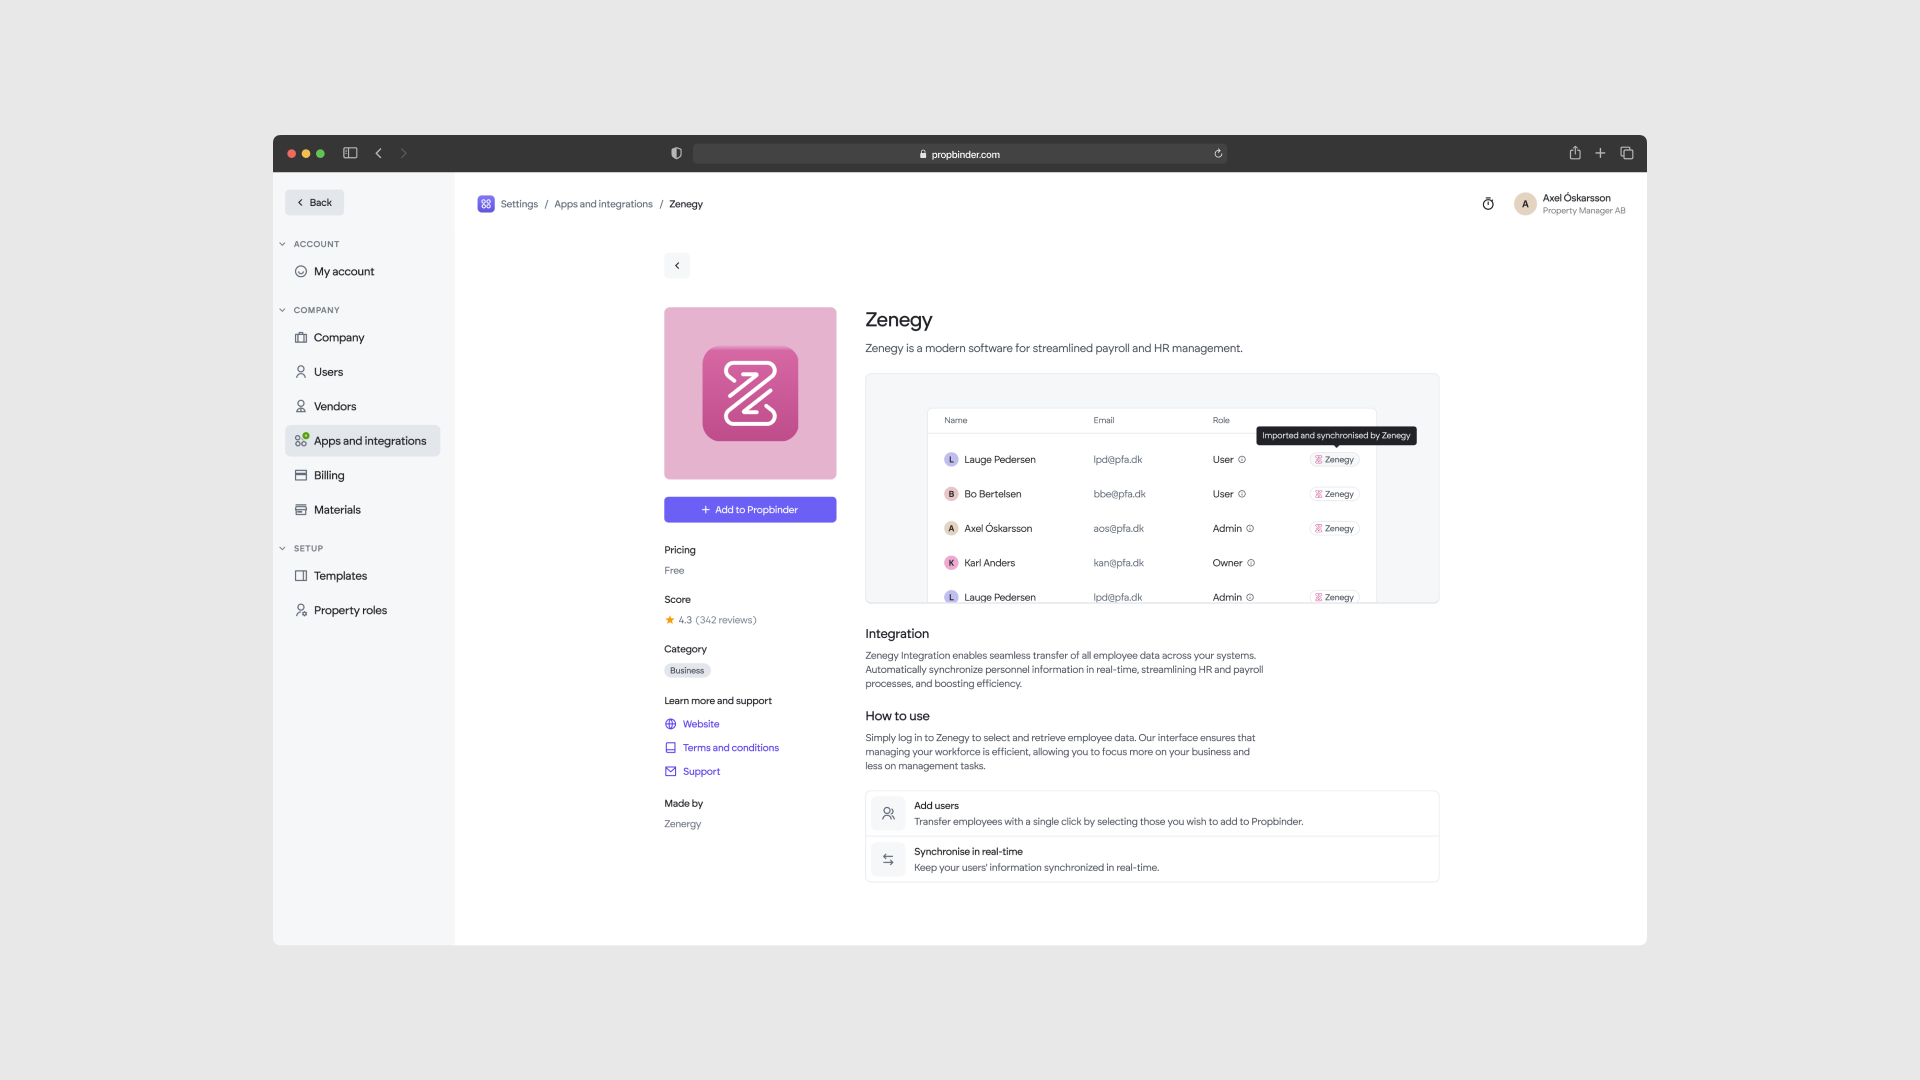 propbinder.com
Back
ACCOUNT
My account
COMPANY
Company
Users
Vendors
Apps and integrations
Billing
Materials
SETUP
Templates
Property roles
Settings / Apps and integrations / Zenegy
A
Axel Óskarsson
Property Manager AB
+ Add to Propbinder
Pricing
Free
Score
4.3 (342 reviews)
Category
Business
Learn more and support
Website
Terms and conditions
Support
Made by
Zenergy
Zenegy
Zenegy is a modern software for streamlined payroll and HR management.
Name Email Role
Imported and synchronised by Zenegy
L Lauge Pedersen lpd@pfa.dk User Zenegy
B Bo Bertelsen bbe@pfa.dk User Zenegy
A Axel Óskarsson aos@pfa.dk Admin Zenegy
K Karl Anders kan@pfa.dk Owner
L Lauge Pedersen lpd@pfa.dk Admin Zenegy
Integration
Zenegy Integration enables seamless transfer of all employee data across your systems.
Automatically synchronize personnel information in real-time, streamlining HR and payroll
processes, and boosting efficiency.
How to use
Simply log in to Zenegy to select and retrieve employee data. Our interface ensures that
managing your workforce is efficient, allowing you to focus more on your business and
less on management tasks.
Add users
Transfer employees with a single click by selecting those you wish to add to Propbinder.
Synchronise in real-time
Keep your users' information synchronized in real-time.